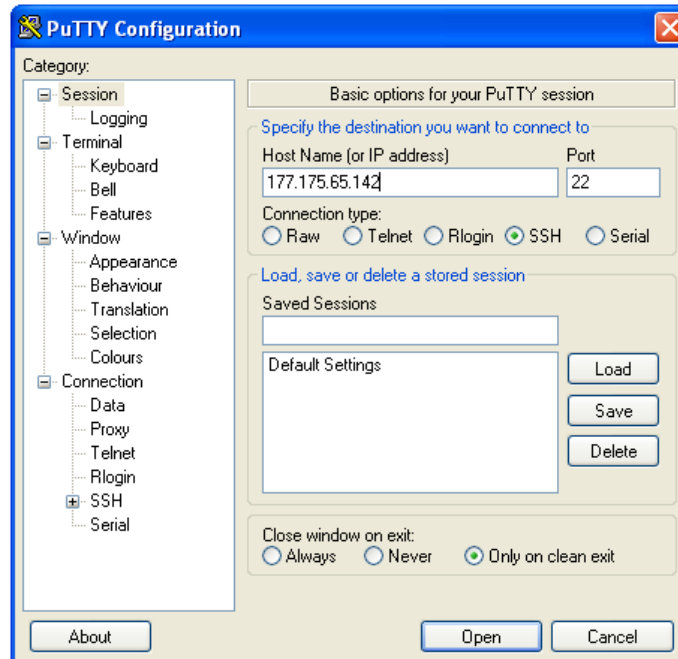 PuTTY Configuration
Category:
Session
Logging
Terminal
Keyboard
Bell
Features
Window
Appearance
Behaviour
Translation
Selection
Colours
Connection
Data
Proxy
Telnet
Rlogin
SSH
Serial
Basic options for your PuTTY session
Specify the destination you want to connect to
Host Name (or IP address) Port
177.175.65.142 22
Connection type:
Raw Telnet Rlogin SSH Serial
Load, save or delete a stored session
Saved Sessions
Default Settings
Load
Save
Delete
Close window on exit:
Always Never Only on clean exit
About Open Cancel